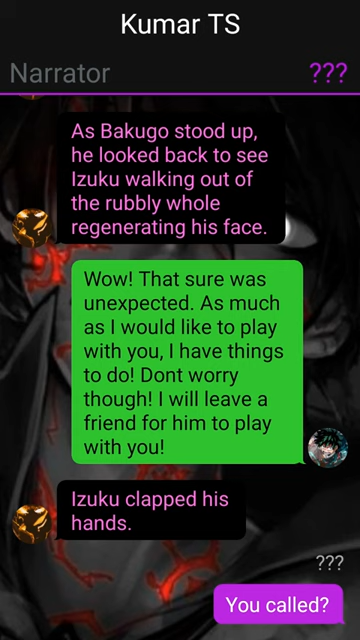 Kumar TS
Narrator
???
As Bakugo stood up,
he looked back to see
Izuku walking out of
the rubbly whole
regenerating his face.
Wow! That sure was
unexpected. As much
as I would like to play
with you, I have things
to do! Dont worry
though! I will leave a
friend for him to play
with you!
Izuku clapped his
hands.
???
You called?